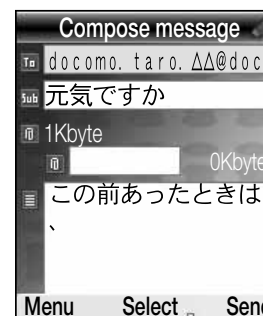 Compose message
To docomo. taro. ΔΔ@doc
Sub 元気ですか
1Kbyte
0Kbyte
この前あったときは
、
Menu Select Send